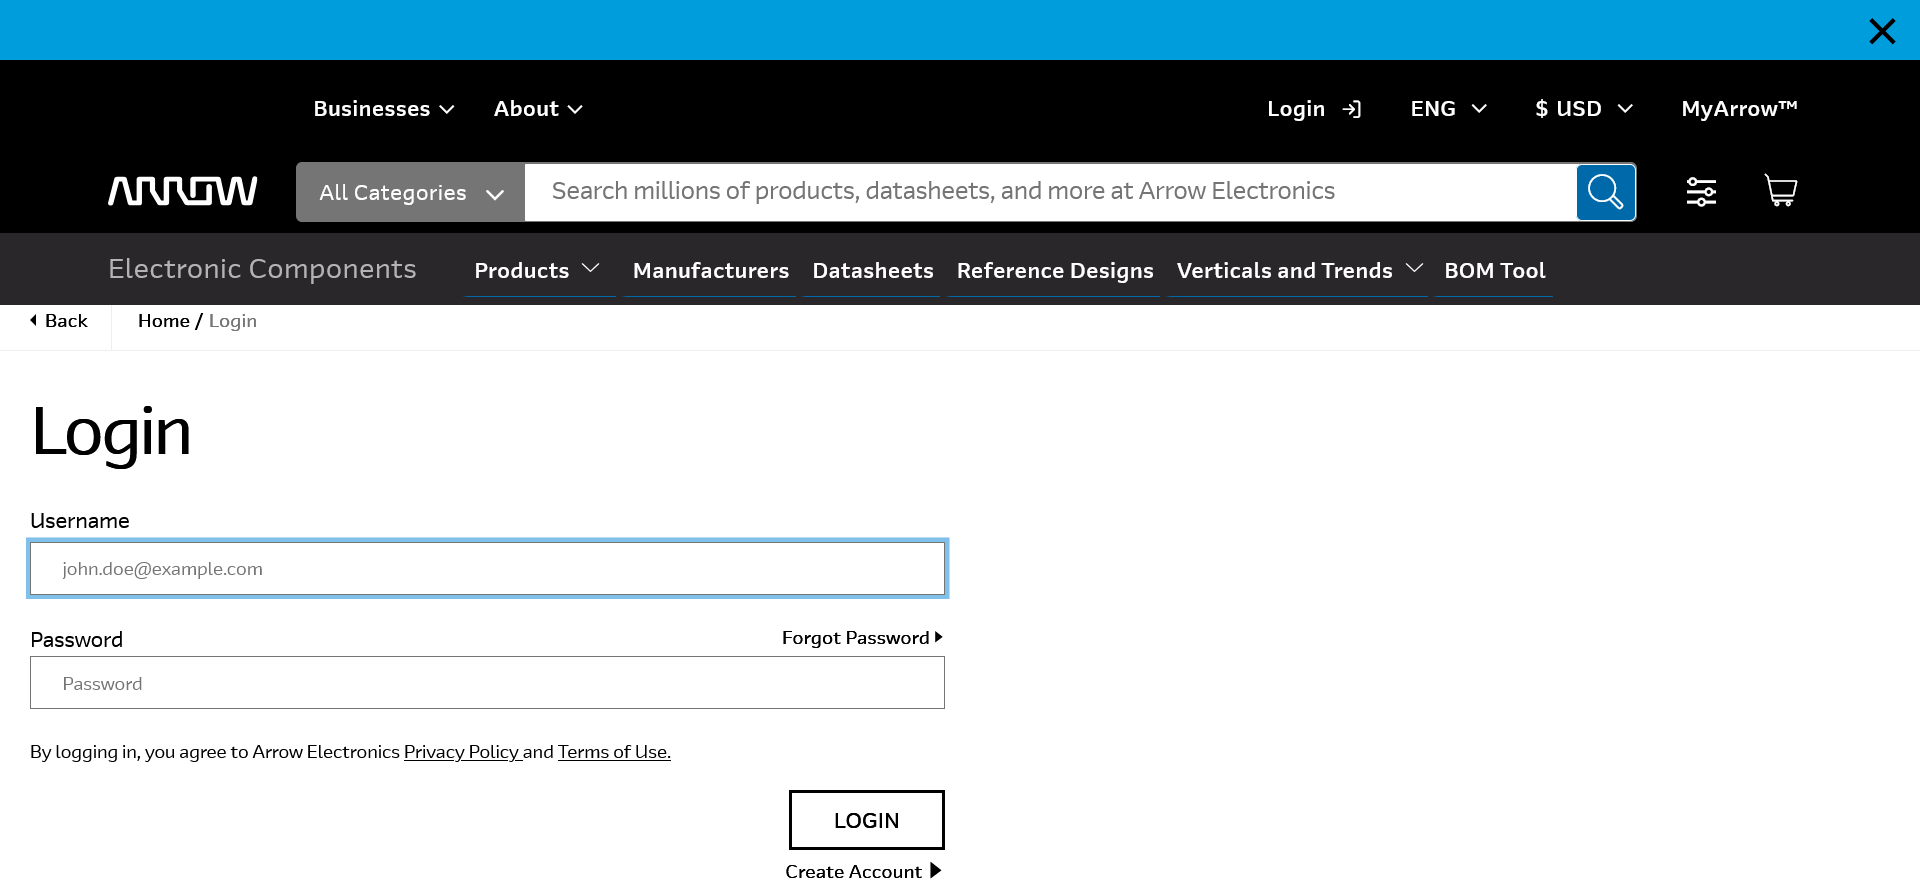 Businesses
About
Login
ENG
$ USD
MyArrow™
ARROW
All Categories
Search millions of products, datasheets, and more at Arrow Electronics
Electronic Components
Products
Manufacturers
Datasheets
Reference Designs
Verticals and Trends
BOM Tool
Back
Home / Login
Login
Username
john.doe@example.com
Password
Forgot Password
Password
By logging in, you agree to Arrow Electronics Privacy Policy and Terms of Use.
LOGIN
Create Account